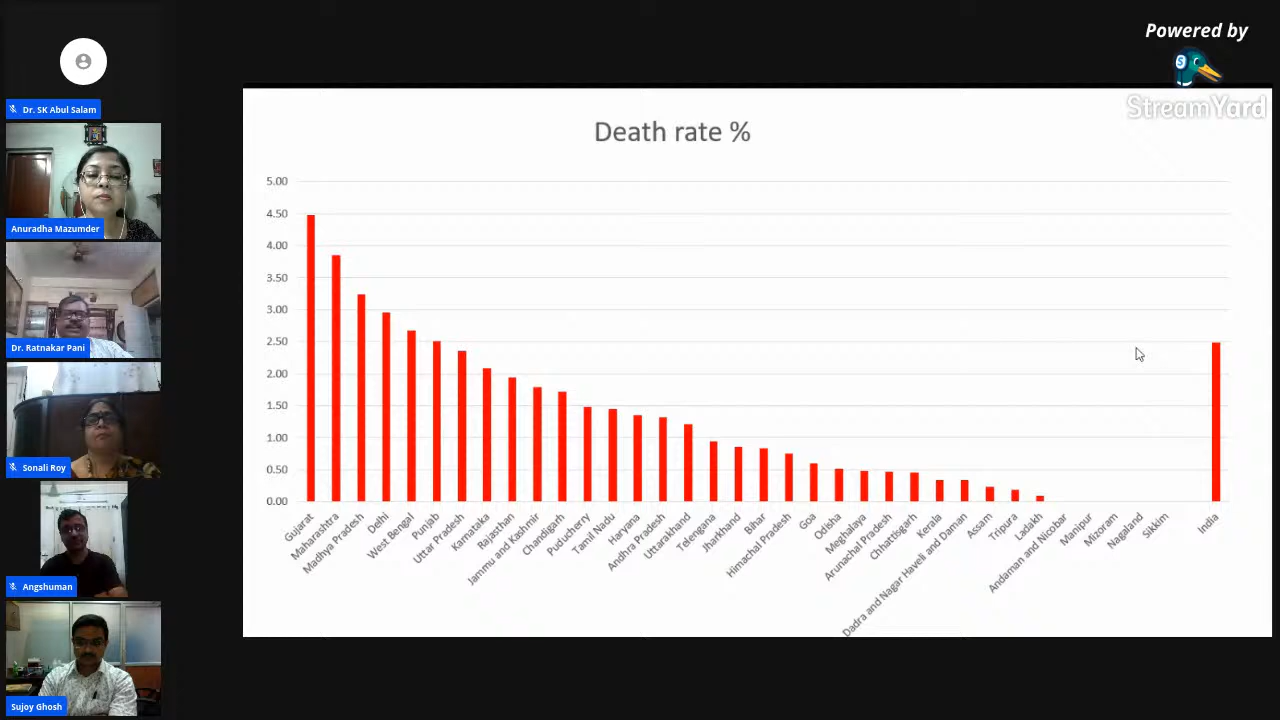 Powered by
S
StreamYard
Dr. SK Abul Salam
Anuradha Mazumder
Dr. Ratnakar Pani
Sonali Roy
Angshuman
Sujoy Ghosh
Death rate %
5.00
4.50
4.00
3.50
3.00
2.50
2.00
1.50
1.00
0.50
0.00
Gujarat
Maharashtra
Madhya Pradesh
Delhi
West Bengal
Punjab
Uttar Pradesh
Karnataka
Rajasthan
Jammu and Kashmir
Chandigarh
Puducherry
Tamil Nadu
Haryana
Andhra Pradesh
Uttarakhand
Telengana
Jharkhand
Bihar
Himachal Pradesh
Goa
Odisha
Meghalaya
Arunachal Pradesh
Chhattisgarh
Kerala
Dadra and Nagar Haveli and Daman
Assam
Tripura
Ladakh
Andaman and Nicobar
Manipur
Mizoram
Nagaland
Sikkim
India